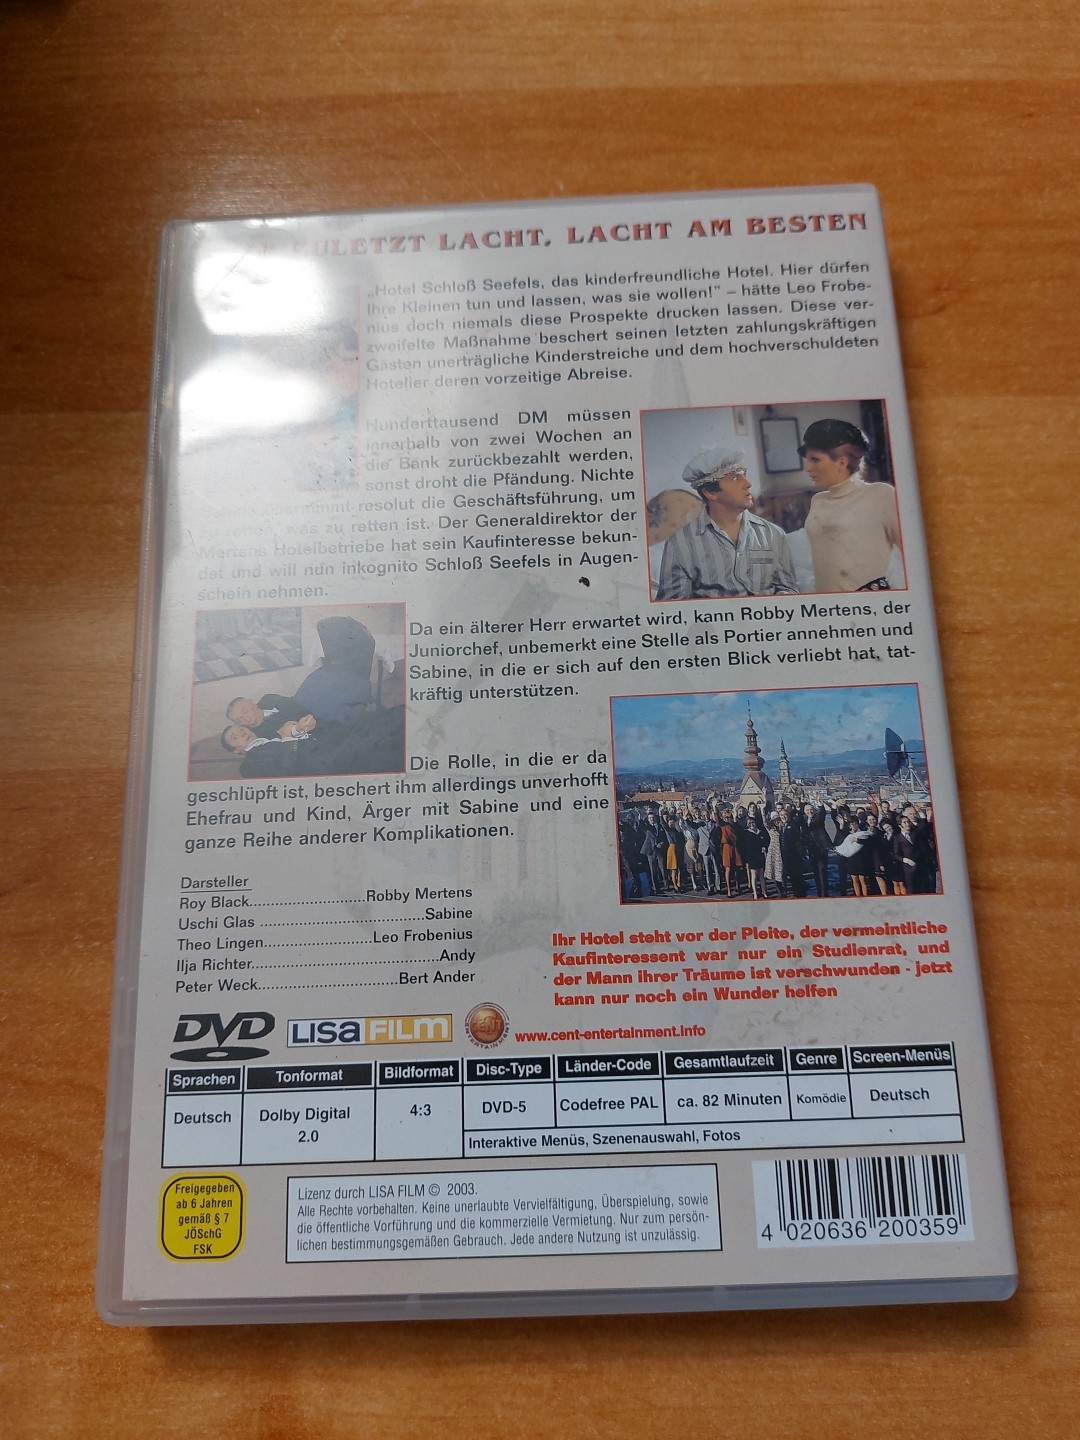 ZULETZT LACHT, LACHT AM BESTEN
„Hotel Schloß Seefels, das kinderfreundliche Hotel. Hier dürfen
Ihre Kleinen tun und lassen, was sie wollen!" – hätte Leo Frobe-
nius doch niemals diese Prospekte drucken lassen. Diese ver-
zweifelte Maßnahme beschert seinen letzten zahlungskräftigen
Gästen unerträgliche Kinderstreiche und dem hochverschuldeten
Hotelier deren vorzeitige Abreise.
Hunderttausend DM müssen
innerhalb von zwei Wochen an
die Bank zurückbezahlt werden,
sonst droht die Pfändung. Nichte
resolut die Geschäftsführung, um
was zu retten ist. Der Generaldirektor der
Mertens Hotelbetriebe hat sein Kaufinteresse bekun-
det und will nun inkognito Schloß Seefels in Augen-
schein nehmen.
Da ein älterer Herr erwartet wird, kann Robby Mertens, der
Juniorchef, unbemerkt eine Stelle als Portier annehmen und
Sabine, in die er sich auf den ersten Blick verliebt hat, tat-
kräftig unterstützen.
Die Rolle, in die er da
geschlüpft ist, beschert ihm allerdings unverhofft
Ehefrau und Kind, Ärger mit Sabine und eine
ganze Reihe anderer Komplikationen.
Darsteller
Roy Black..........................Robby Mertens
Uschi Glas .....................................Sabine
Theo Lingen........................Leo Frobenius
Ilja Richter..........................................Andy
Peter Weck...............................Bert Ander
Ihr Hotel steht vor der Pleite, der vermeintliche
Kaufinteressent war nur ein Studienrat, und
der Mann ihrer Träume ist verschwunden - jetzt
kann nur noch ein Wunder helfen
DVD LISA FILM www.cent-entertainment.info
Sprachen Tonformat Bildformat Disc-Type Länder-Code Gesamtlaufzeit Genre Screen-Menüs
Deutsch Dolby Digital 2.0 4:3 DVD-5 Codefree PAL ca. 82 Minuten Komödie Deutsch
Interaktive Menüs, Szenenauswahl, Fotos
Freigegeben
ab 6 Jahren
gemäß § 7
JÖSchG
FSK
Lizenz durch LISA FILM © 2003.
Alle Rechte vorbehalten. Keine unerlaubte Vervielfältigung, Überspielung, sowie
die öffentliche Vorführung und die kommerzielle Vermietung. Nur zum persön-
lichen bestimmungsgemäßen Gebrauch. Jede andere Nutzung ist unzulässig.
4 020636 200359